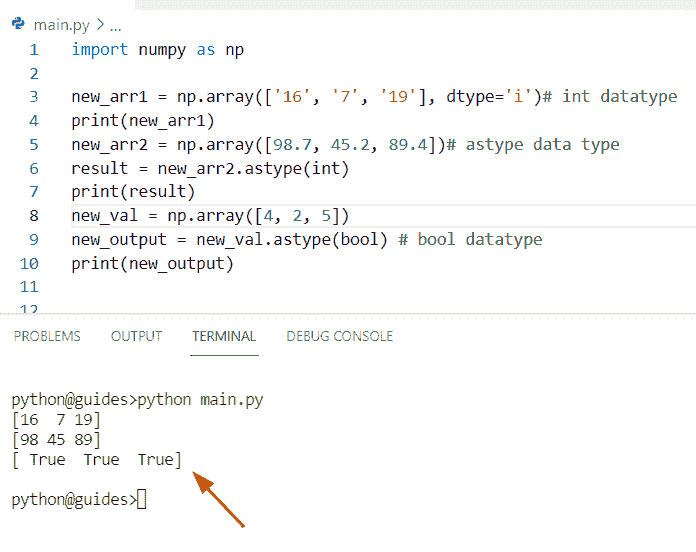 main.py > ...
1 import numpy as np
2
3 new_arr1 = np.array(['16', '7', '19'], dtype='i')# int datatype
4 print(new_arr1)
5 new_arr2 = np.array([98.7, 45.2, 89.4])# astype data type
6 result = new_arr2.astype(int)
7 print(result)
8 new_val = np.array([4, 2, 5])
9 new_output = new_val.astype(bool) # bool datatype
10 print(new_output)
11
12
PROBLEMS OUTPUT TERMINAL DEBUG CONSOLE
python@guides>python main.py
[16  7 19]
[98 45 89]
[ True  True  True]
python@guides>